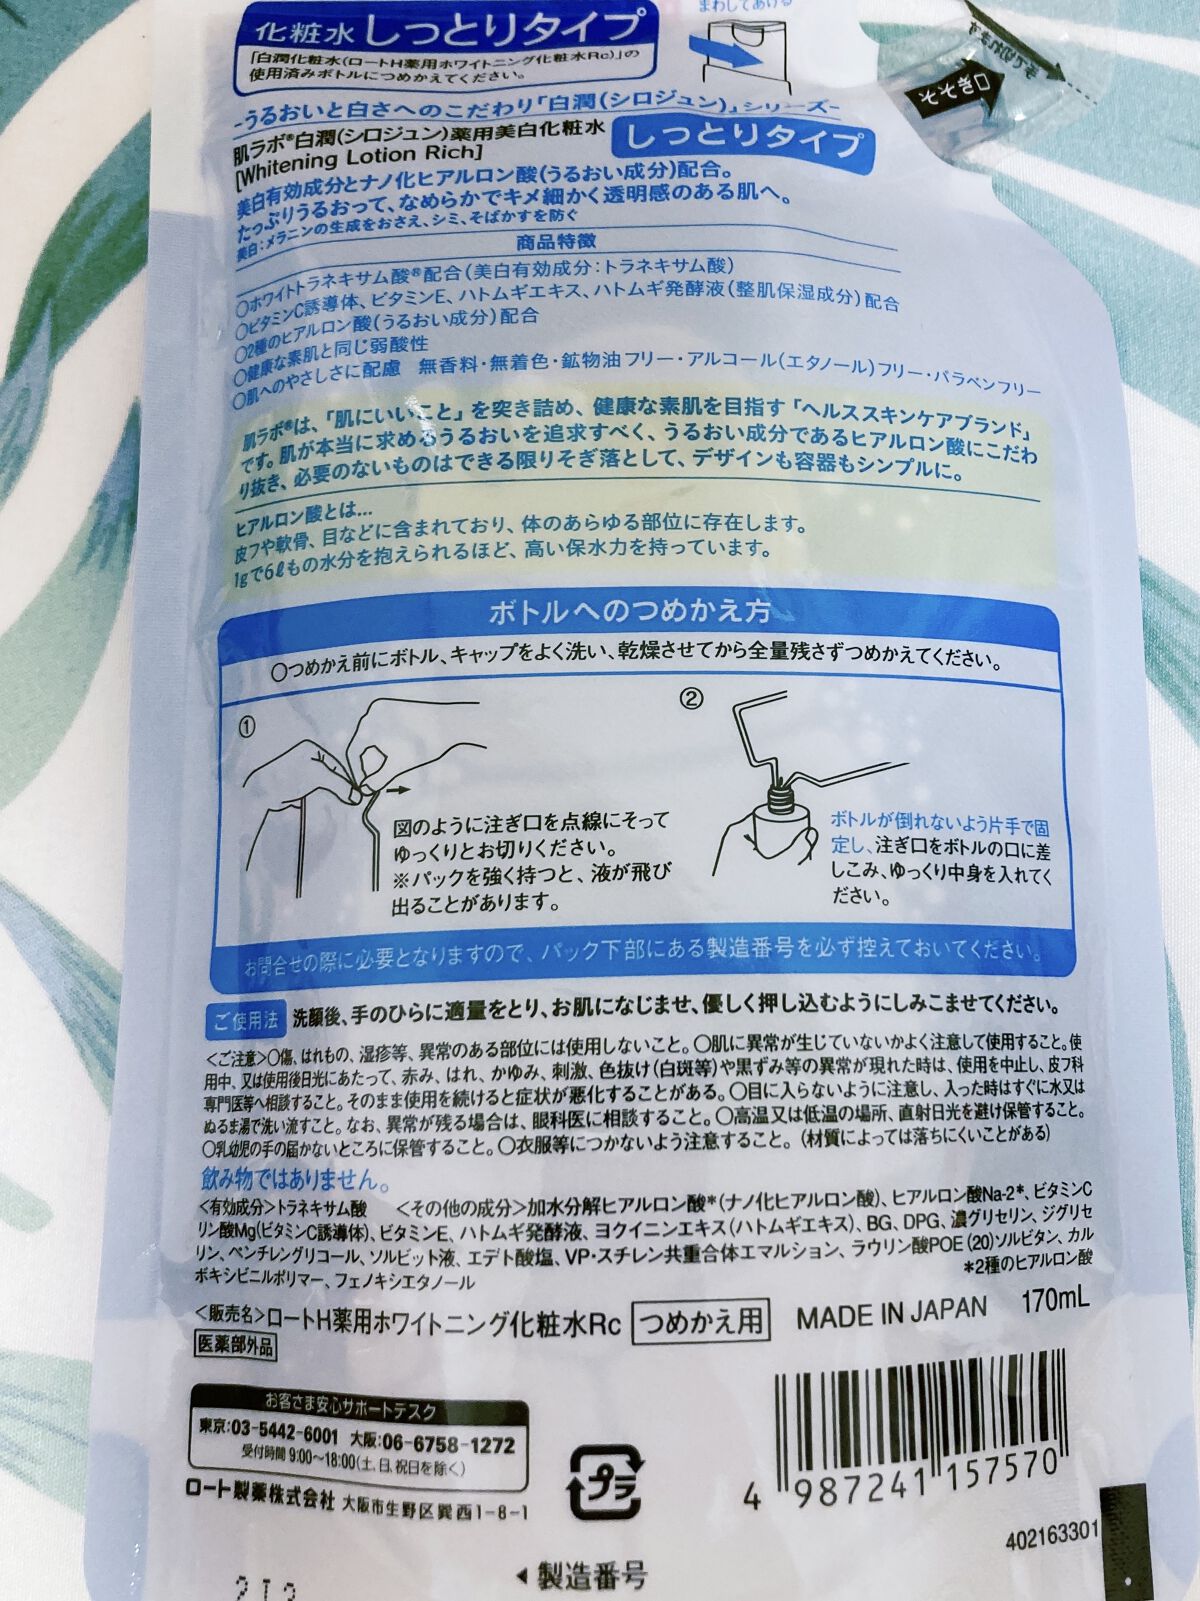 まわしてあける
化粧水しっとりタイプ
「白潤化粧水(ロートH薬用ホワイトニング化粧水Rc)」の
使用済みボトルにつめかえてください。
-うるおいと白さへのこだわり「白潤(シロジュン)」シリーズ-
肌ラボ®白潤(シロジュン)薬用美白化粧水
[Whitening Lotion Rich]
しっとりタイプ
美白有効成分とナノ化ヒアルロン酸(うるおい成分)配合。
たっぷりうるおって、なめらかでキメ細かく透明感のある肌へ。
美白:メラニンの生成をおさえ、シミ、そばかすを防ぐ
商品特徴
○ホワイトトラネキサム酸®配合(美白有効成分:トラネキサム酸)
○ビタミンC誘導体、ビタミンE、ハトムギエキス、ハトムギ発酵液(整肌保湿成分)配合
○2種のヒアルロン酸(うるおい成分)配合
○健康な素肌と同じ弱酸性
○肌へのやさしさに配慮 無香料・無着色・鉱物油フリー・アルコール(エタノール)フリー・パラベンフリー
肌ラボ®は、「肌にいいこと」を突き詰め、健康な素肌を目指す「ヘルススキンケアブランド」
です。肌が本当に求めるうるおいを追求すべく、うるおい成分であるヒアルロン酸にこだわ
り抜き、必要のないものはできる限りそぎ落として、デザインも容器もシンプルに。
ヒアルロン酸とは…
皮フや軟骨、目などに含まれており、体のあらゆる部位に存在します。
1gで6ℓもの水分を抱えられるほど、高い保水力を持っています。
ボトルへのつめかえ方
○つめかえ前にボトル、キャップをよく洗い、乾燥させてから全量残さずつめかえてください。
①
図のように注ぎ口を点線にそって
ゆっくりとお切りください。
※パックを強く持つと、液が飛び
出ることがあります。
②
ボトルが倒れないよう片手で固
定し、注ぎ口をボトルの口に差
しこみ、ゆっくり中身を入れてく
ださい。
お問合せの際に必要となりますので、パック下部にある製造番号を必ず控えておいてください。
ご使用法 洗顔後、手のひらに適量をとり、お肌になじませ、優しく押し込むようにしみこませてください。
<ご注意>○傷、はれもの、湿疹等、異常のある部位には使用しないこと。○肌に異常が生じていないかよく注意して使用すること。使
用中、又は使用後日光にあたって、赤み、はれ、かゆみ、刺激、色抜け(白斑等)や黒ずみ等の異常が現れた時は、使用を中止し、皮フ科
専門医等へ相談すること。そのまま使用を続けると症状が悪化することがある。○目に入らないように注意し、入った時はすぐに水又は
ぬるま湯で洗い流すこと。なお、異常が残る場合は、眼科医に相談すること。○高温又は低温の場所、直射日光を避け保管すること。
○乳幼児の手の届かないところに保管すること。○衣服等につかないよう注意すること。(材質によっては落ちにくいことがある)
飲み物ではありません。
<有効成分>トラネキサム酸 <その他の成分>加水分解ヒアルロン酸*(ナノ化ヒアルロン酸)、ヒアルロン酸Na-2*、ビタミンC
リン酸Mg(ビタミンC誘導体)、ビタミンE、ハトムギ発酵液、ヨクイニンエキス(ハトムギエキス)、BG、DPG、濃グリセリン、ジグリセ
リン、ペンチレングリコール、ソルビット液、エデト酸塩、VP・スチレン共重合体エマルション、ラウリン酸POE(20)ソルビタン、カル
ボキシビニルポリマー、フェノキシエタノール
*2種のヒアルロン酸
<販売名>ロートH薬用ホワイトニング化粧水Rc つめかえ用 MADE IN JAPAN 170mL
医薬部外品
お客さま安心サポートデスク
東京:03-5442-6001 大阪:06-6758-1272
受付時間 9:00~18:00(土、日、祝日を除く)
ロート製薬株式会社 大阪市生野区巽西1-8-1
プラ
4 987241 157570
402163301
◀製造番号